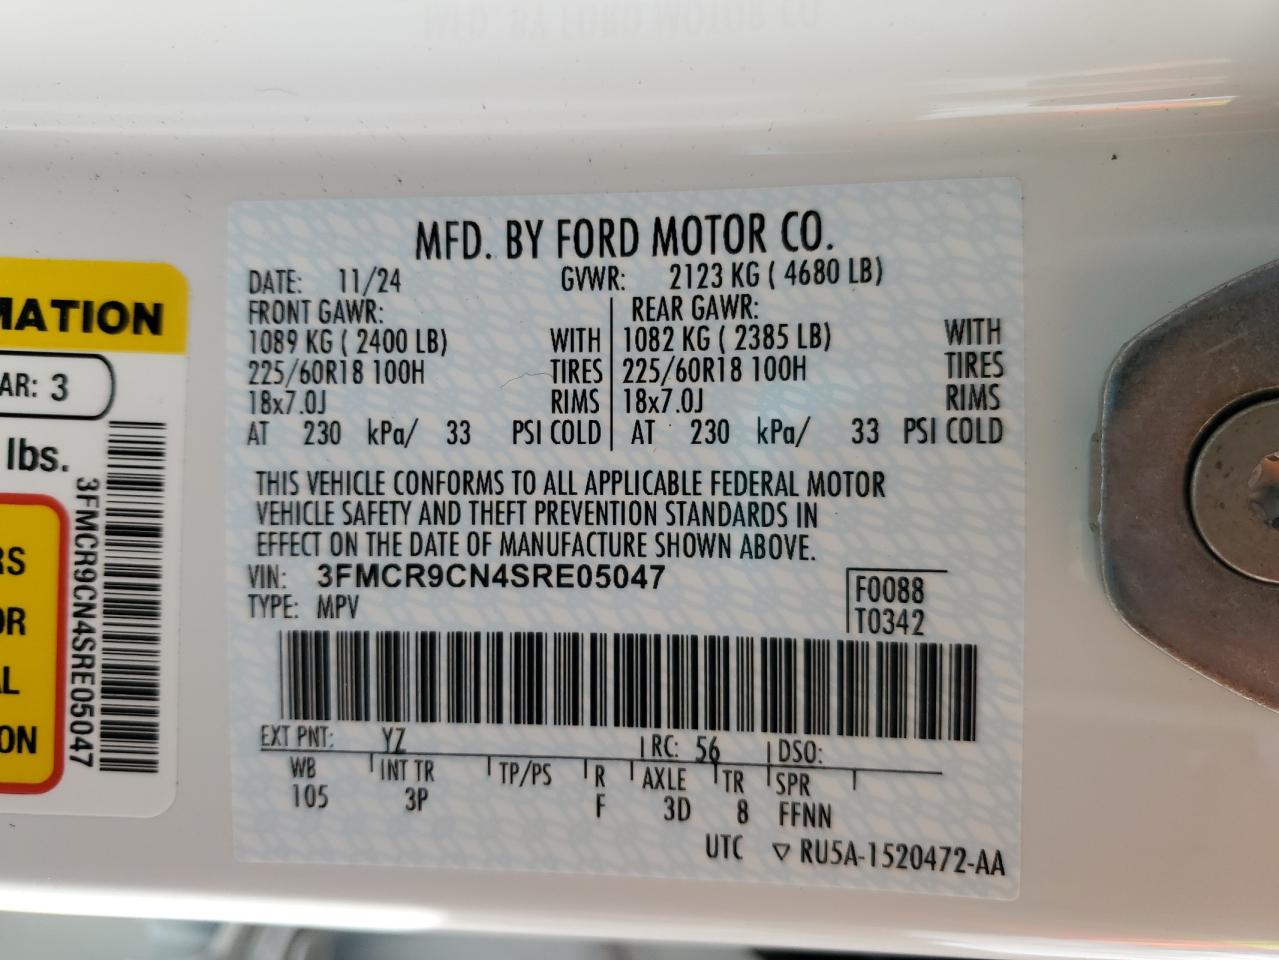 MFD. BY FORD MOTOR CO.
DATE: 11/24 GVWR: 2123 KG ( 4680 LB)
FRONT GAWR: REAR GAWR:
1089 KG ( 2400 LB) WITH 1082 KG ( 2385 LB) WITH
225/60R18 100H TIRES 225/60R18 100H TIRES
18x7.0J RIMS 18x7.0J RIMS
AT 230 kPa/ 33 PSI COLD AT 230 kPa/ 33 PSI COLD
THIS VEHICLE CONFORMS TO ALL APPLICABLE FEDERAL MOTOR
VEHICLE SAFETY AND THEFT PREVENTION STANDARDS IN
EFFECT ON THE DATE OF MANUFACTURE SHOWN ABOVE.
VIN: 3FMCR9CN4SRE05047 F0088
TYPE: MPV T0342
EXT PNT: YZ RC: 56 DSO:
WB INT TR TP/PS R AXLE TR SPR
105 3P F 3D 8 FFNN
UTC ▽ RU5A-1520472-AA
MATION
AR: 3
lbs.
3FMCR9CN4SRE05047
RS
OR
AL
ON